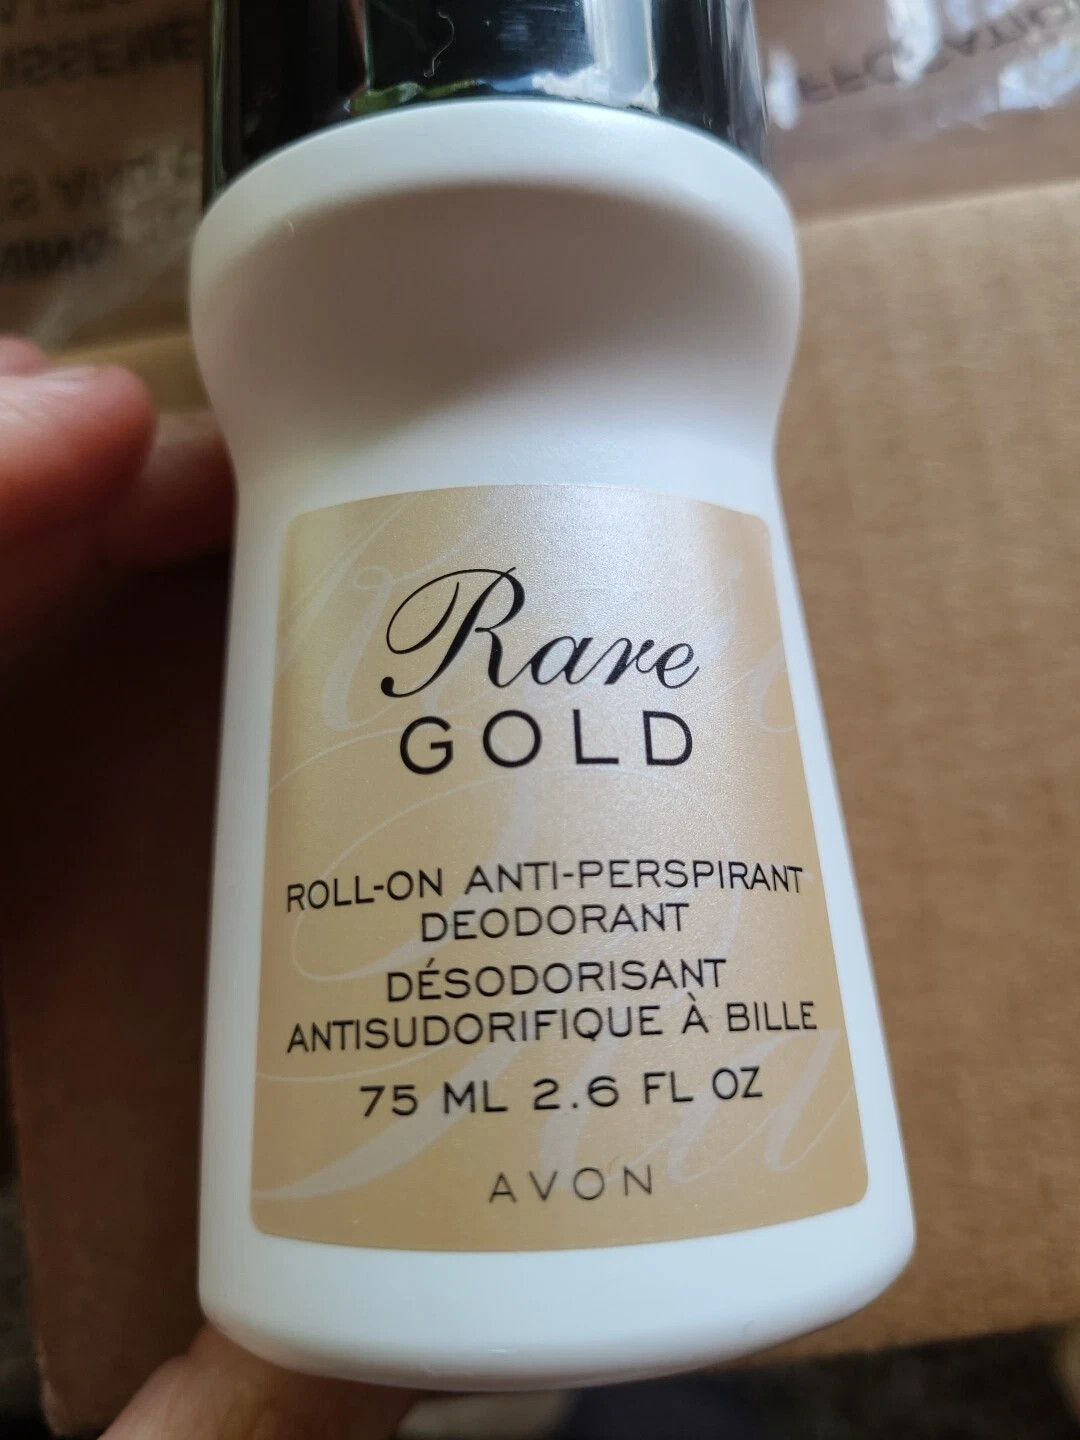 Rare
GOLD
ROLL-ON ANTI-PERSPIRANT
DEODORANT
DÉSODORISANT
ANTISUDORIFIQUE À BILLE
75 ML 2.6 FL OZ
AVON